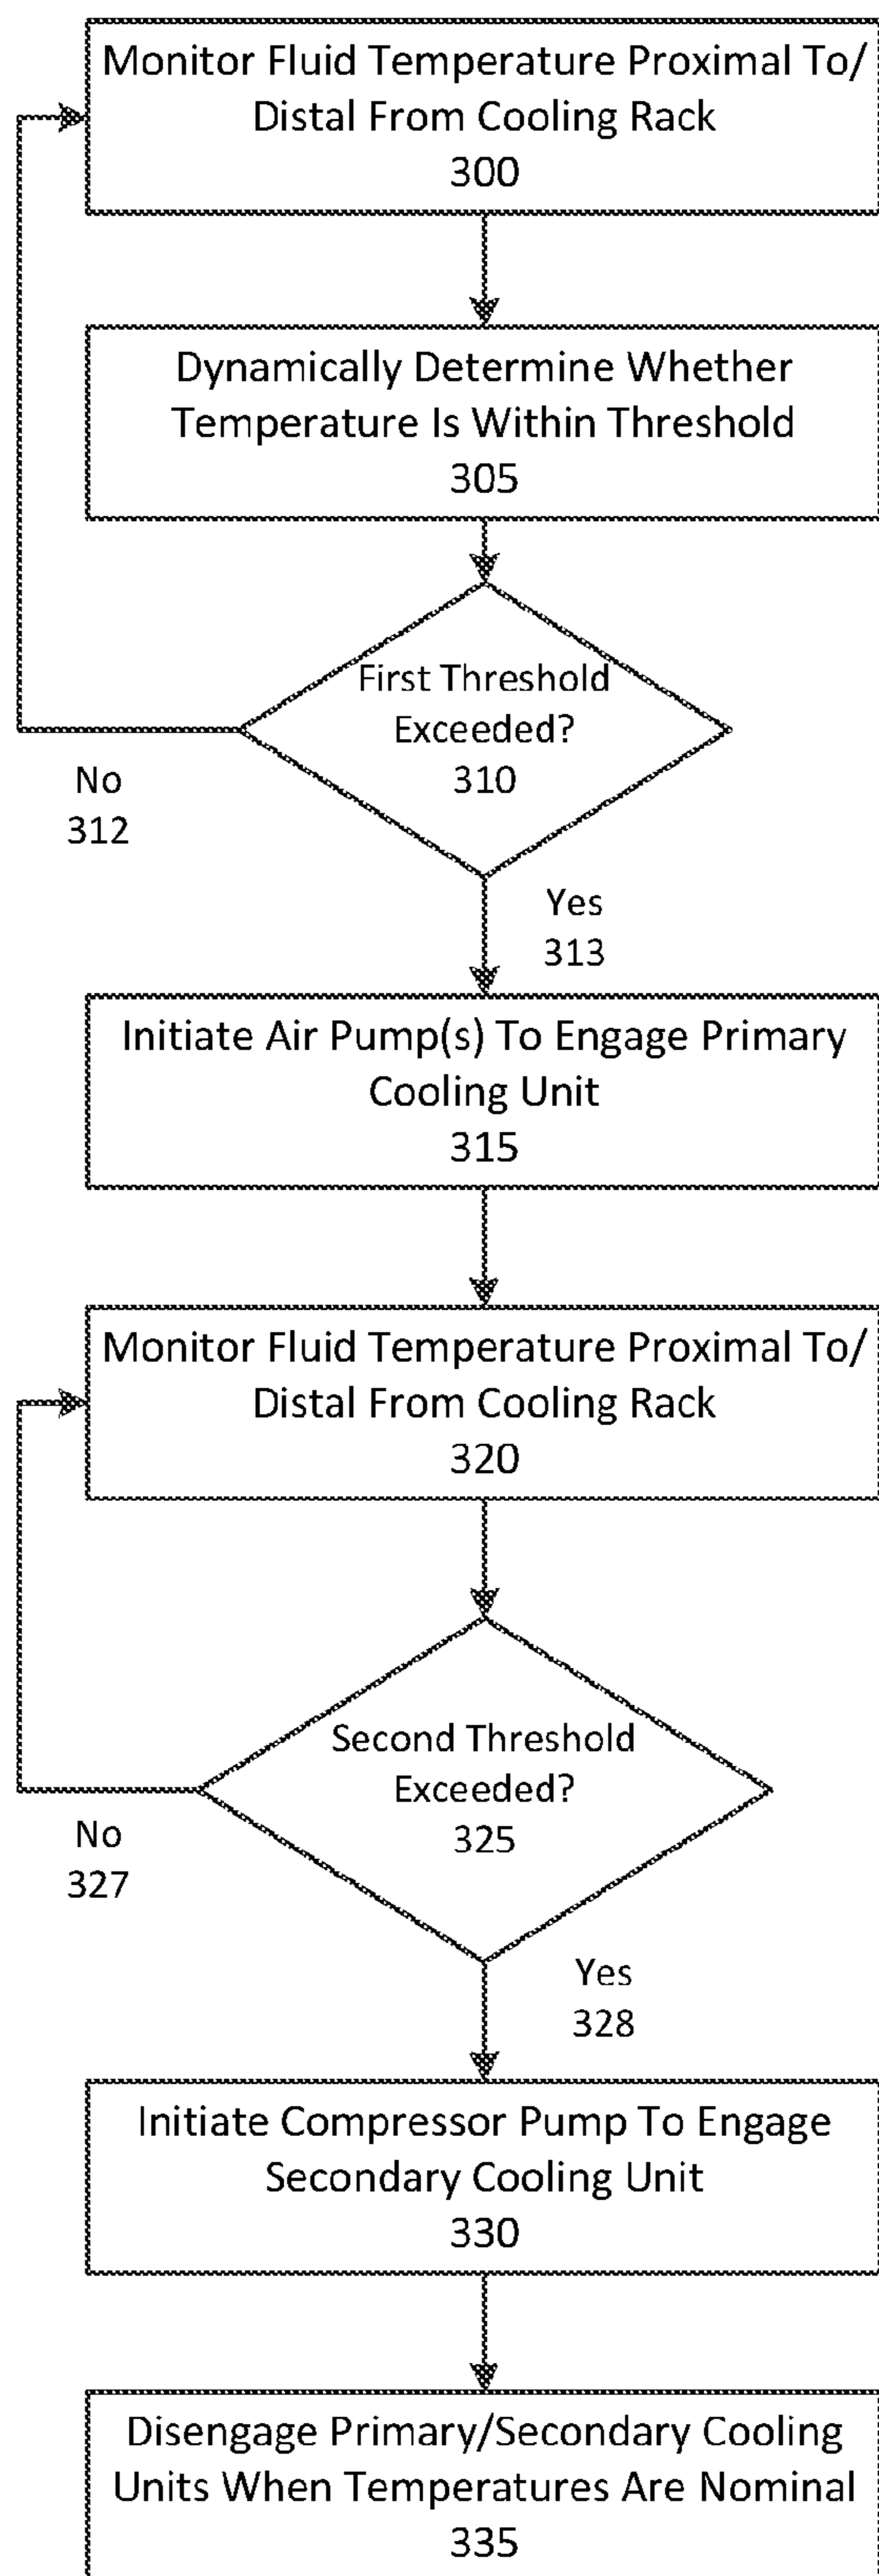 Monitor Fluid Temperature Proximal To/
Distal From Cooling Rack
300
Dynamically Determine Whether
Temperature Is Within Threshold
305
First Threshold
Exceeded?
310
No
312
Yes
313
Initiate Air Pump(s) To Engage Primary
Cooling Unit
315
Monitor Fluid Temperature Proximal To/
Distal From Cooling Rack
320
Second Threshold
Exceeded?
325
No
327
Yes
328
Initiate Compressor Pump To Engage
Secondary Cooling Unit
330
Disengage Primary/Secondary Cooling
Units When Temperatures Are Nominal
335